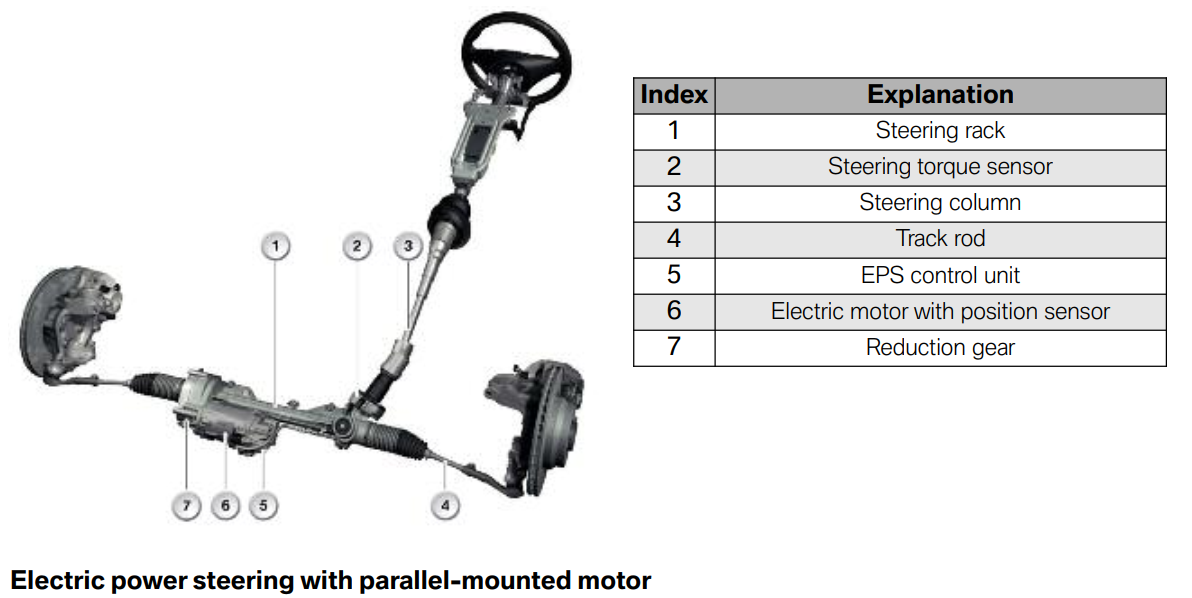 1 2 3
7 6 5 4
Index Explanation
1 Steering rack
2 Steering torque sensor
3 Steering column
4 Track rod
5 EPS control unit
6 Electric motor with position sensor
7 Reduction gear
Electric power steering with parallel-mounted motor